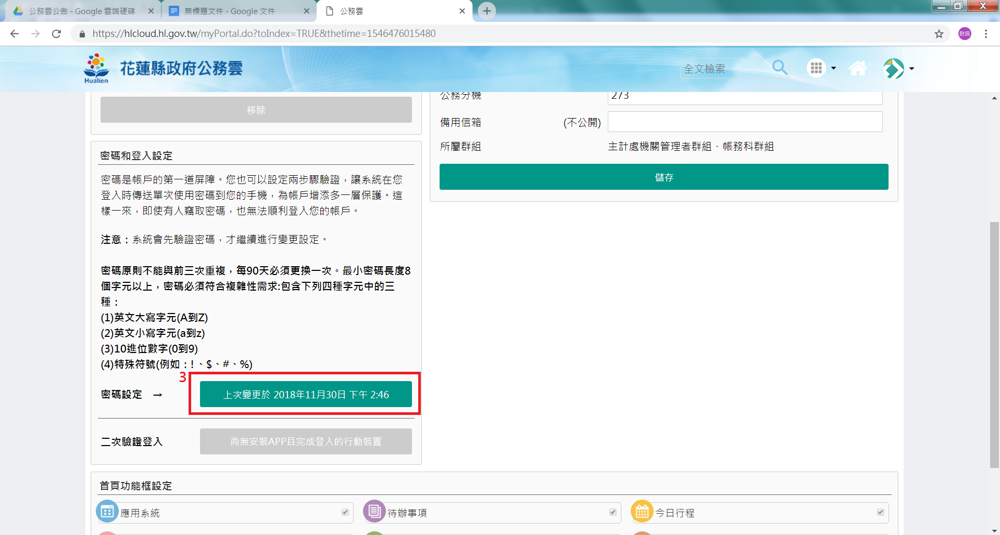 公務雲公告 - Google 雲端硬碟
無標題文件 - Google 文件
公務雲
https://hlcloud.hl.gov.tw/myPortal.do?toIndex=TRUE&thetime=1546476015480
尉辰
Hualien
花蓮縣政府公務雲
全文檢索
移除
公務分機
273
備用信箱
(不公開)
所屬群組
主計處機關管理者群組、帳務科群組
儲存
密碼和登入設定
密碼是帳戶的第一道屏障。您也可以設定兩步驟驗證，讓系統在您
登入時傳送單次使用密碼到您的手機，為帳戶增添多一層保護。這
樣一來，即使有人竊取密碼，也無法順利登入您的帳戶。
注意：系統會先驗證密碼，才繼續進行變更設定。
密碼原則不能與前三次重複，每90天必須更換一次。最小密碼長度8
個字元以上，密碼必須符合複雜性需求:包含下列四種字元中的三
種：
(1)英文大寫字元(A到Z)
(2)英文小寫字元(a到z)
(3)10進位數字(0到9)
(4)特殊符號(例如：!、$、#、%)
3
密碼設定 →
上次變更於 2018年11月30日 下午 2:46
二次驗證登入
尚無安裝APP且完成登入的行動裝置
首頁功能框設定
應用系統
待辦事項
今日行程